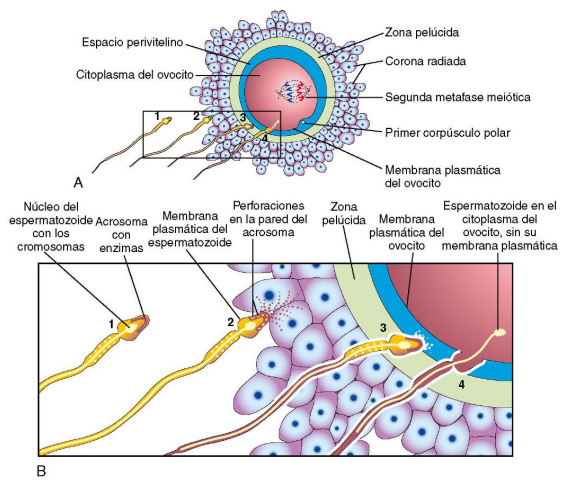 Espacio perivitelino
Citoplasma del ovocito
Zona pelúcida
Corona radiada
Segunda metafase meiótica
Primer corpúsculo polar
Membrana plasmática
del ovocito
1
2
3
4
A
Núcleo del
espermatozoide
con los
cromosomas
Acrosoma
con
enzimas
Membrana
plasmática del
espermatozoide
Perforaciones
en la pared del
acrosoma
Zona
pelúcida
Membrana
plasmática del
ovocito
Espermatozoide en el
citoplasma del
ovocito, sin su
membrana plasmática
1
2
3
4
B